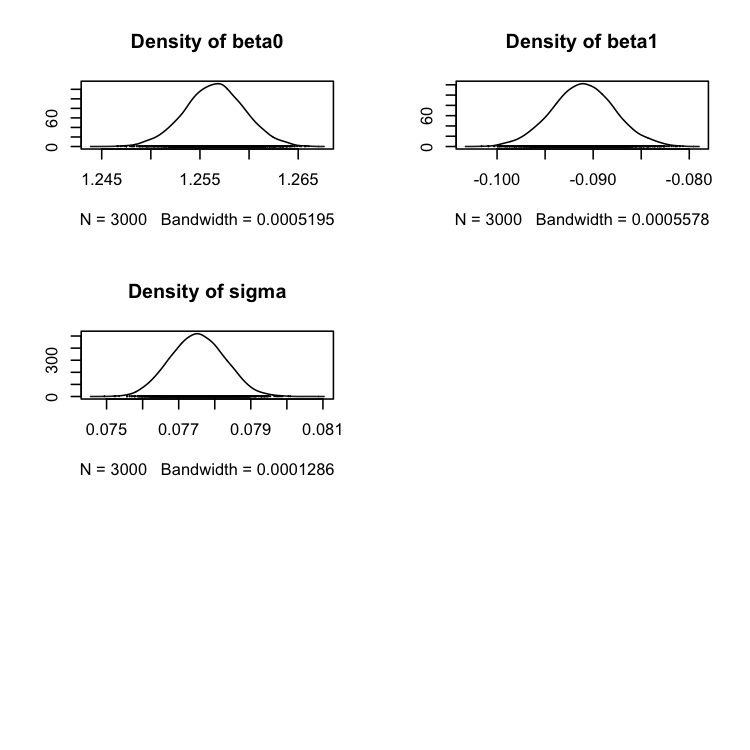 Density of beta0
60
0
1.245 1.255 1.265
N = 3000 Bandwidth = 0.0005195
Density of beta1
60
0
-0.100 -0.090 -0.080
N = 3000 Bandwidth = 0.0005578
Density of sigma
300
0
0.075 0.077 0.079 0.081
N = 3000 Bandwidth = 0.0001286